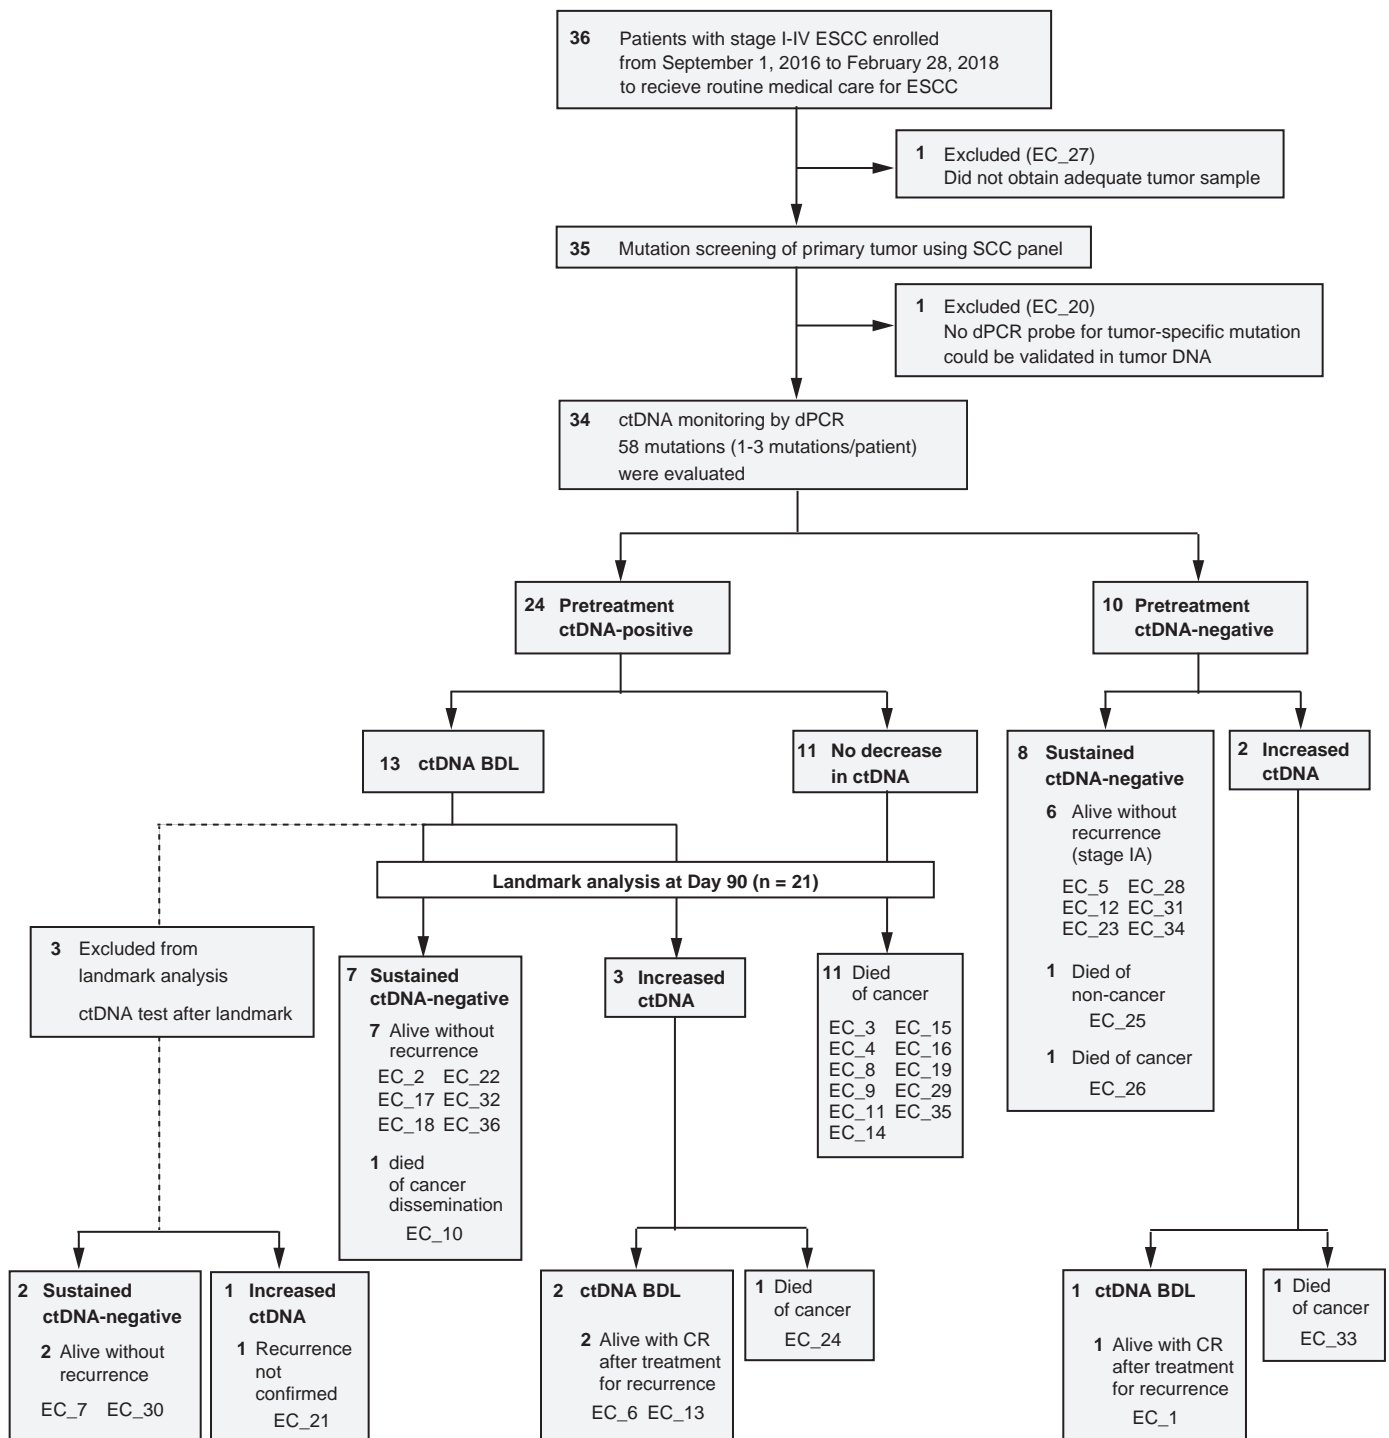 36 Patients with stage I-IV ESCC enrolled
from September 1, 2016 to February 28, 2018
to recieve routine medical care for ESCC
1 Excluded (EC_27)
Did not obtain adequate tumor sample
35 Mutation screening of primary tumor using SCC panel
1 Excluded (EC_20)
No dPCR probe for tumor-specific mutation
could be validated in tumor DNA
34 ctDNA monitoring by dPCR
58 mutations (1-3 mutations/patient)
were evaluated
24 Pretreatment
ctDNA-positive
10 Pretreatment
ctDNA-negative
13 ctDNA BDL
11 No decrease
in ctDNA
8 Sustained
ctDNA-negative
6 Alive without
recurrence
(stage IA)
EC_5 EC_28
EC_12 EC_31
EC_23 EC_34
1 Died of
non-cancer
EC_25
1 Died of cancer
EC_26
2 Increased
ctDNA
Landmark analysis at Day 90 (n = 21)
3 Excluded from
landmark analysis
ctDNA test after landmark
7 Sustained
ctDNA-negative
7 Alive without
recurrence
EC_2 EC_22
EC_17 EC_32
EC_18 EC_36
1 died
of cancer
dissemination
EC_10
3 Increased
ctDNA
11 Died
of cancer
EC_3 EC_15
EC_4 EC_16
EC_8 EC_19
EC_9 EC_29
EC_11 EC_35
EC_14
2 Sustained
ctDNA-negative
2 Alive without
recurrence
EC_7 EC_30
1 Increased
ctDNA
1 Recurrence
not
confirmed
EC_21
2 ctDNA BDL
2 Alive with CR
after treatment
for recurrence
EC_6 EC_13
1 Died
of cancer
EC_24
1 ctDNA BDL
1 Alive with CR
after treatment
for recurrence
EC_1
1 Died
of cancer
EC_33